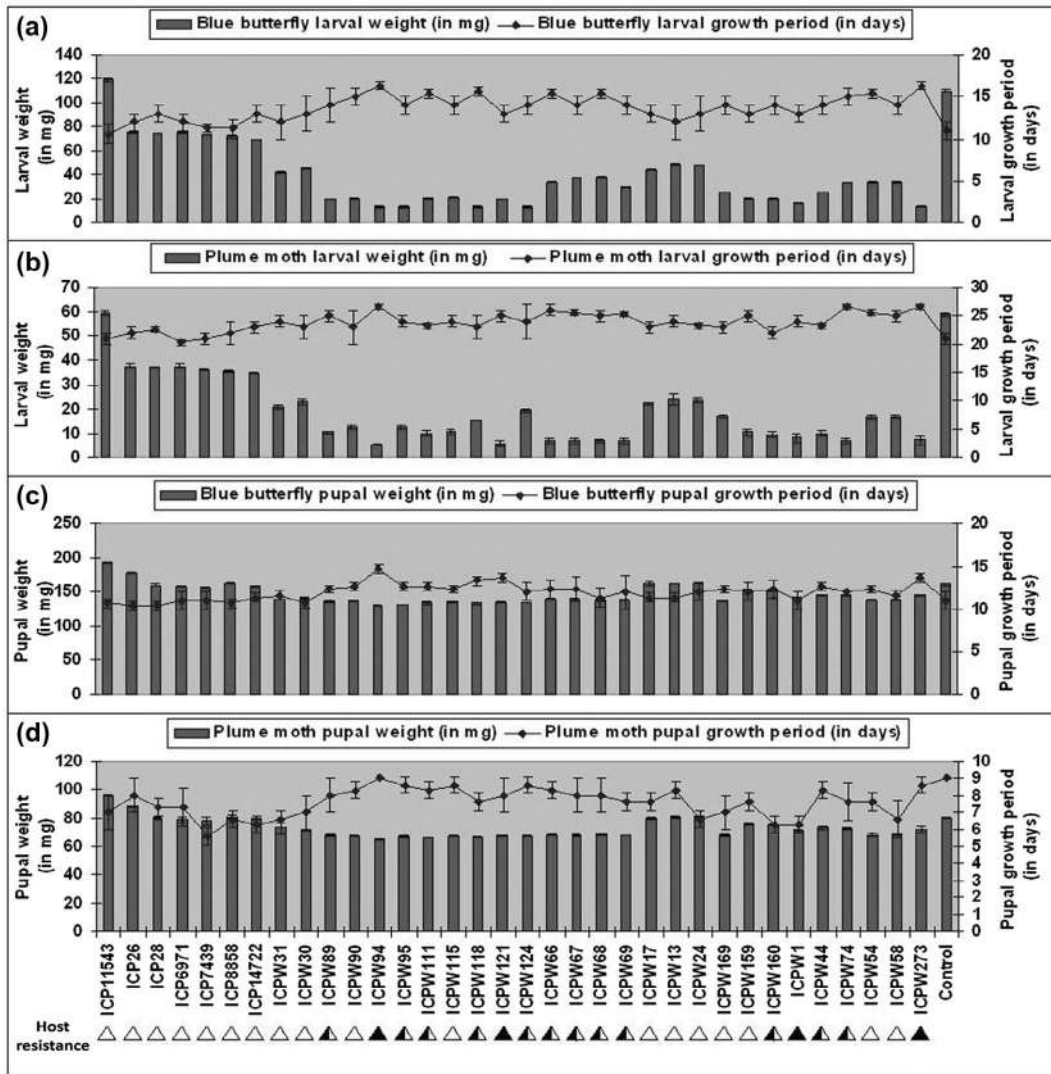 (a)
Blue butterfly larval weight (in mg) Blue butterfly larval growth period (in days)
Larval weight
(in mg)
140
120
100
80
60
40
20
0
20
15
10
5
0
Larval growth period
(in days)
(b)
Plume moth larval weight (in mg) Plume moth larval growth period (in days)
Larval weight
(in mg)
70
60
50
40
30
20
10
0
30
25
20
15
10
5
0
Larval growth period
(in days)
(c)
Blue butterfly pupal weight (in mg) Blue butterfly pupal growth period (in days)
Pupal weight
(in mg)
250
200
150
100
50
0
20
15
10
5
0
Pupal growth period
(in days)
(d)
Plume moth pupal weight (in mg) Plume moth pupal growth period (in days)
Pupal weight
(in mg)
120
100
80
60
40
20
0
10
9
8
7
6
5
4
3
2
1
0
Pupal growth period
(in days)
ICP11543
ICP26
ICP28
ICP6971
ICP7439
ICP8858
ICP14722
ICPW31
ICPW30
ICPW89
ICPW90
ICPW94
ICPW95
ICPW111
ICPW115
ICPW118
ICPW121
ICPW124
ICPW66
ICPW67
ICPW68
ICPW69
ICPW17
ICPW13
ICPW24
ICPW169
ICPW159
ICPW160
ICPW1
ICPW44
ICPW74
ICPW54
ICPW58
ICPW273
Control
Host
resistance